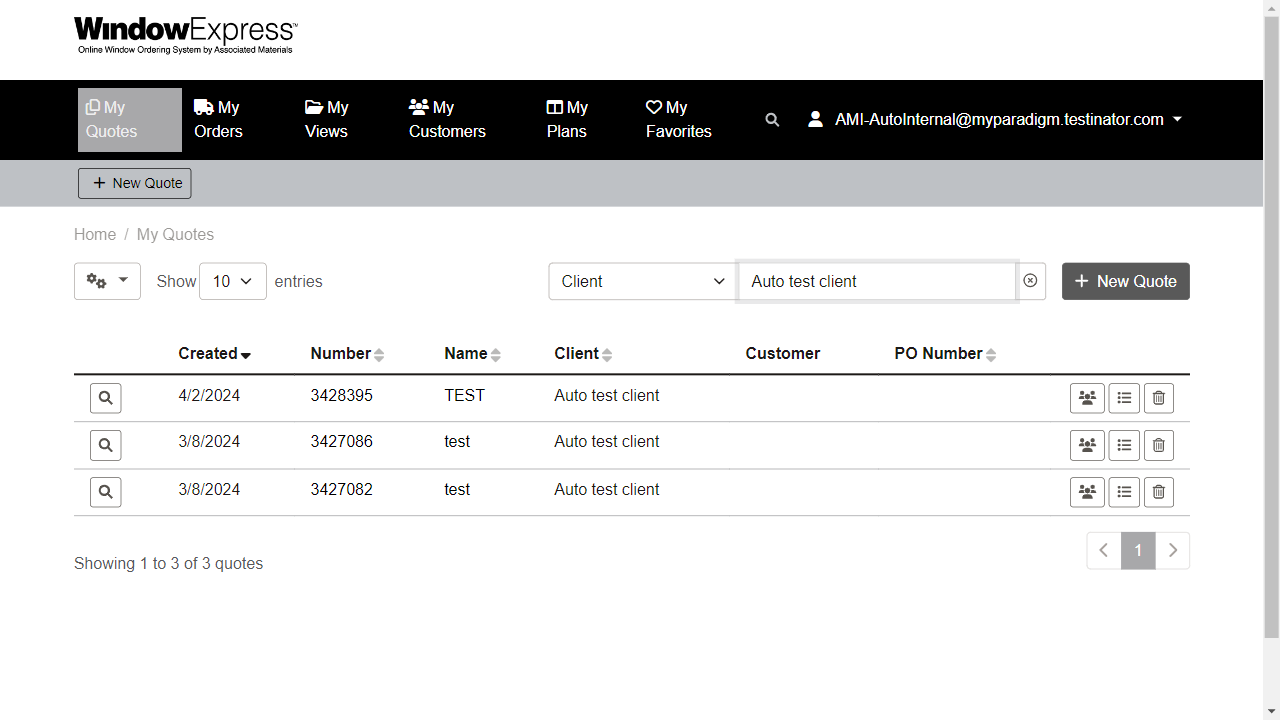 WindowExpress™
Online Window Ordering System by Associated Materials
My Quotes
My Orders
My Views
My Customers
My Plans
My Favorites
AMI-AutoInternal@myparadigm.testinator.com
New Quote
Home / My Quotes
Show 10 entries
Client
Auto test client
New Quote
Created Number Name Client Customer PO Number
4/2/2024 3428395 TEST Auto test client
3/8/2024 3427086 test Auto test client
3/8/2024 3427082 test Auto test client
Showing 1 to 3 of 3 quotes
1